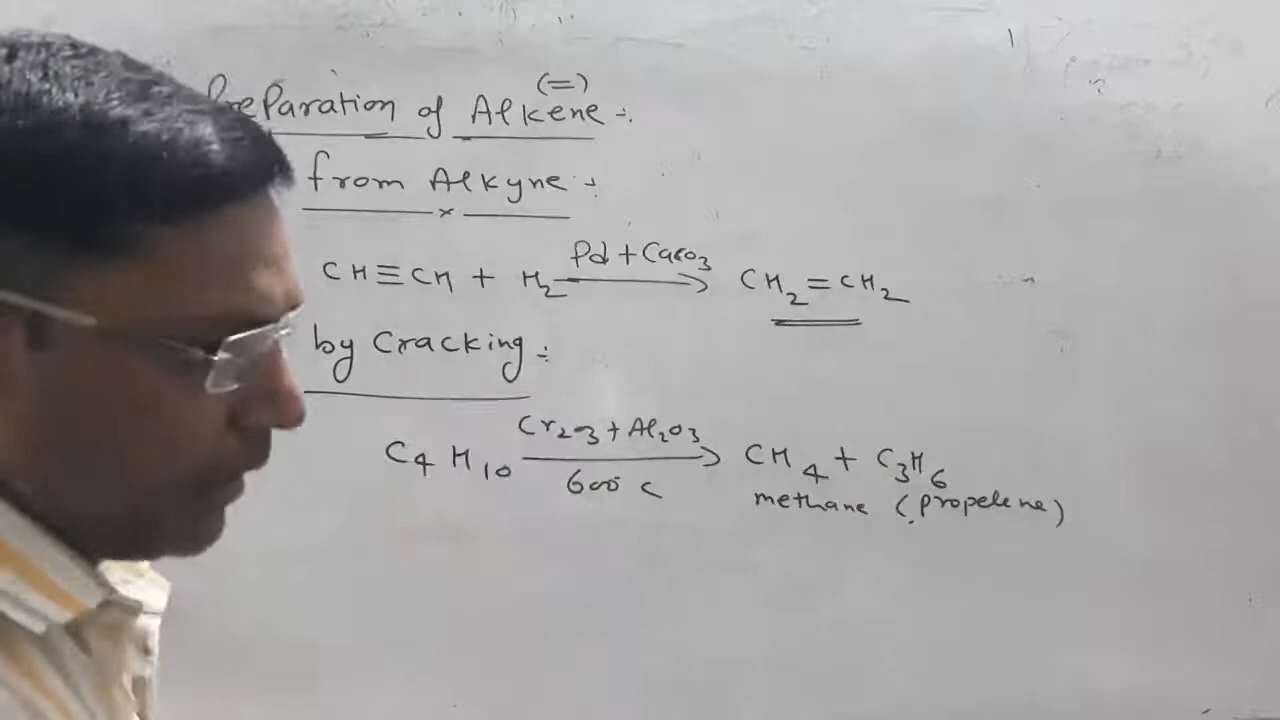 (=)
Preparation of Alkene :
from Alkyne :
CH≡CH + H₂ —Pd + CaCO₃→ CH₂=CH₂
by Cracking :
C₄H₁₀ —Cr₂O₃ + Al₂O₃ / 600°C→ CH₄ + C₃H₆
methane (propelene)